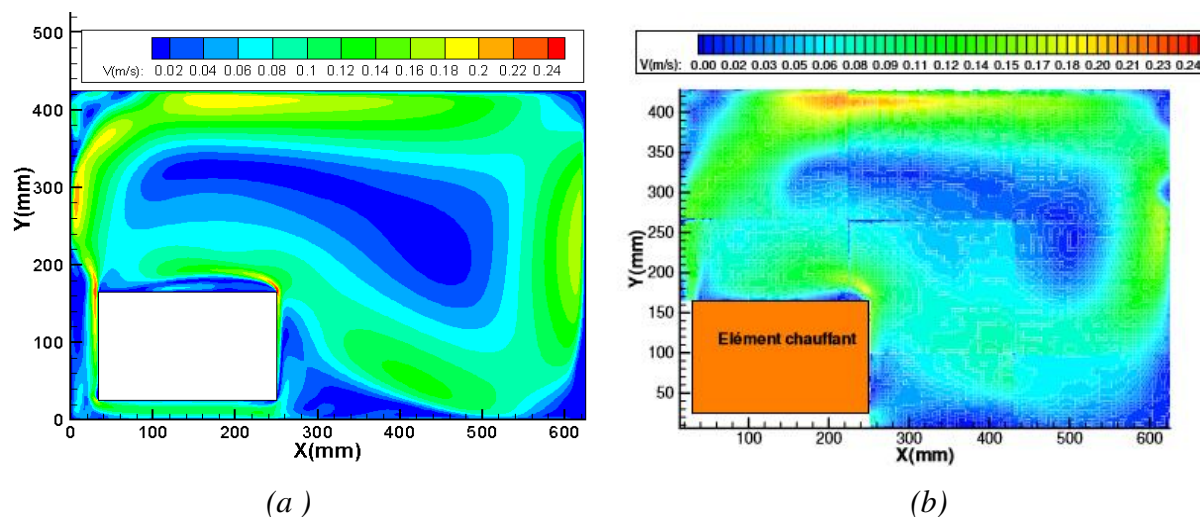 500
V(m/s): 0.02 0.04 0.06 0.08 0.1 0.12 0.14 0.16 0.18 0.2 0.22 0.24
400
300
Y(mm)
200
100
0
0 100 200 300 400 500 600
X(mm)
(a )
V(m/s): 0.00 0.02 0.03 0.05 0.06 0.08 0.09 0.11 0.12 0.14 0.15 0.17 0.18 0.20 0.21 0.23 0.24
400
350
300
250
Y(mm)
200
150
100
50
Elément chauffant
100 200 300 400 500 600
X(mm)
(b)